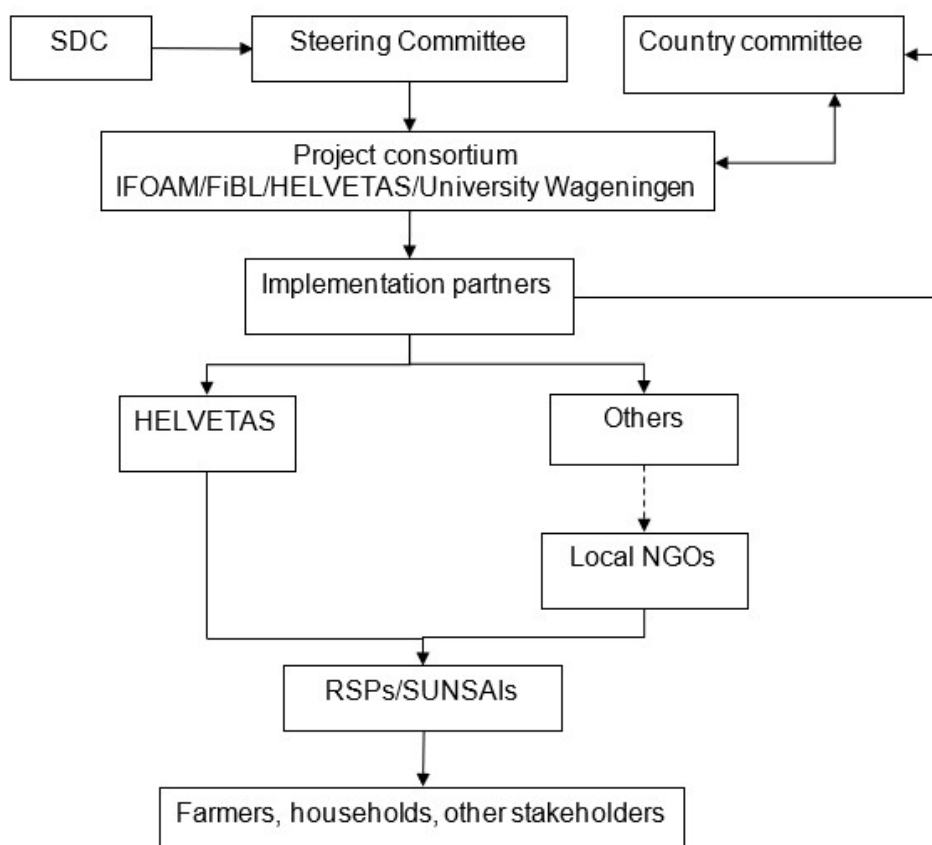 SDC
Steering Committee
Country committee
Project consortium
IFOAM/FiBL/HELVETAS/University Wageningen
Implementation partners
HELVETAS
Others
Local NGOs
RSPs/SUNSAIs
Farmers, households, other stakeholders